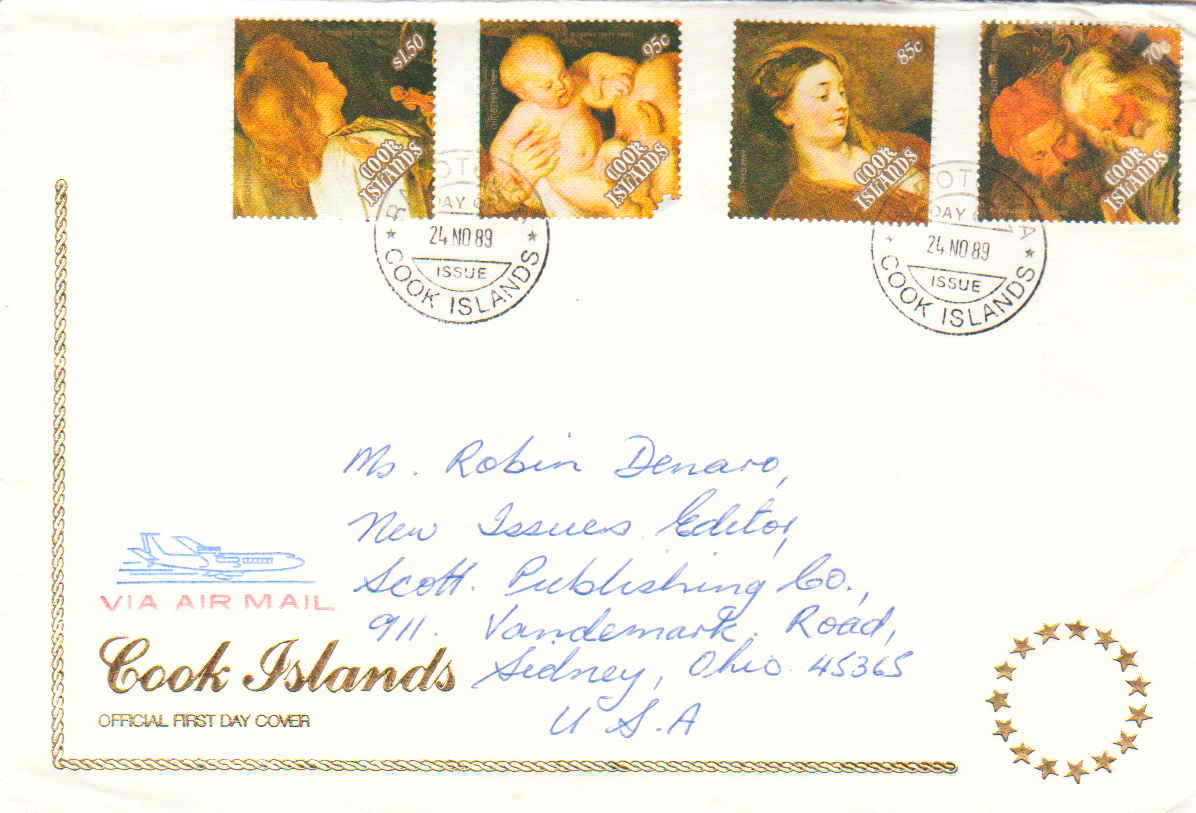 $1.50
COOK
ISLANDS
95c
COOK
ISLANDS
85c
COOK
ISLANDS
70c
COOK
ISLANDS
DAY
24 NO 89
ISSUE
COOK ISLANDS
DAY
24 NO 89
ISSUE
COOK ISLANDS
Ms. Robin Denaro,
New Issues Editor,
Scott. Publishing Co.,
911. Vandemark. Road,
Sidney, Ohio. 45365
U.S.A
VIA AIR MAIL
Cook Islands
OFFICIAL FIRST DAY COVER